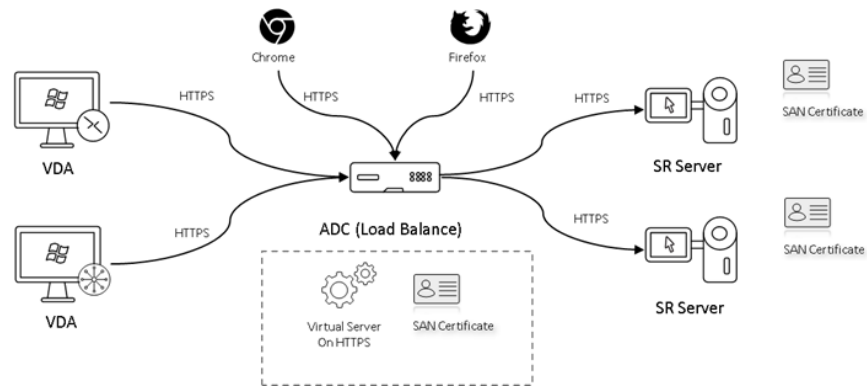 Chrome
Firefox
HTTPS
HTTPS
HTTPS
HTTPS
SAN Certificate
VDA
SR Server
ADC (Load Balance)
HTTPS
HTTPS
SAN Certificate
VDA
SR Server
Virtual Server
On HTTPS
SAN Certificate